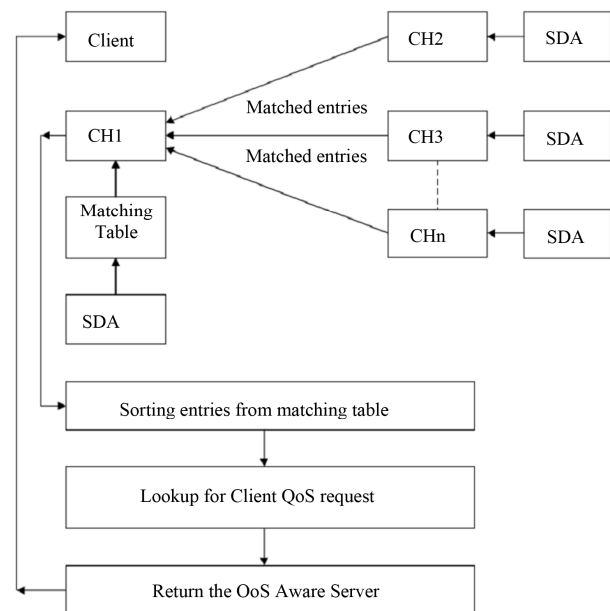 Client
CH2
SDA
Matched entries
CH1
CH3
SDA
Matched entries
Matching
Table
CHn
SDA
SDA
Sorting entries from matching table
Lookup for Client QoS request
Return the OoS Aware Server